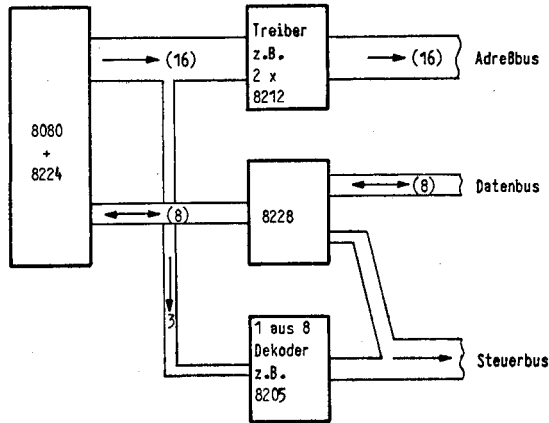 Treiber
z.B.
2 x
8212
(16)
(16)
Adreßbus
8080
+
8224
(8)
8228
(8)
Datenbus
3
1 aus 8
Dekoder
z.B.
8205
Steuerbus